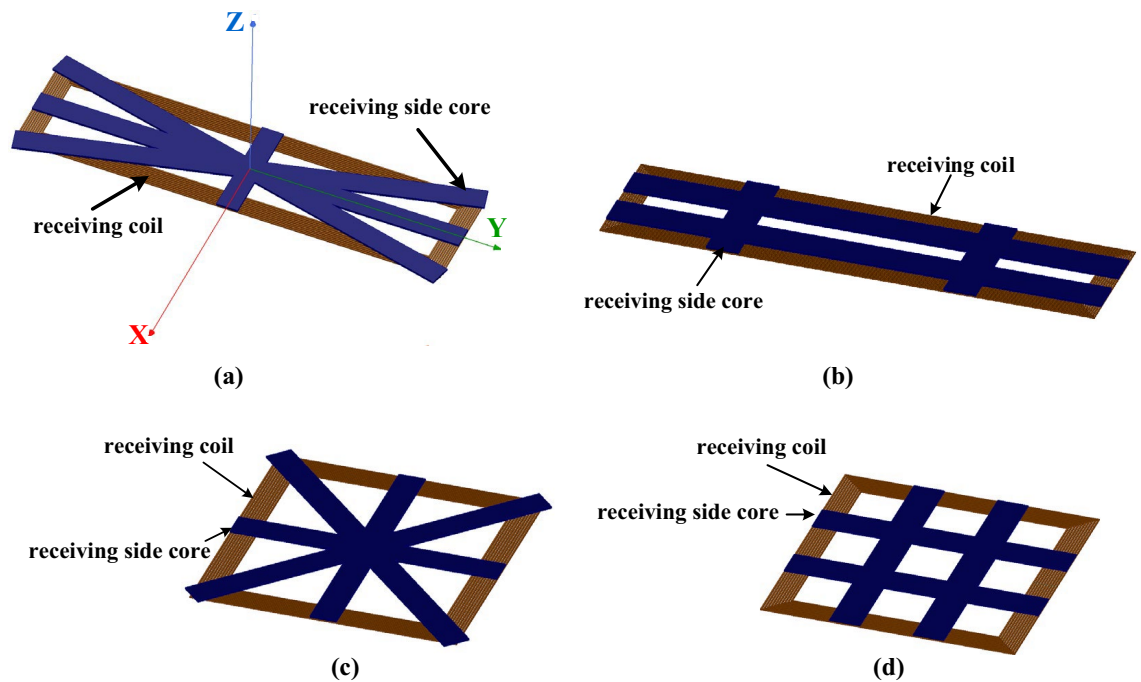 Z
receiving side core
receiving coil
Y
X
(a)
receiving coil
receiving side core
(b)
receiving coil
receiving side core
(c)
receiving coil
receiving side core
(d)